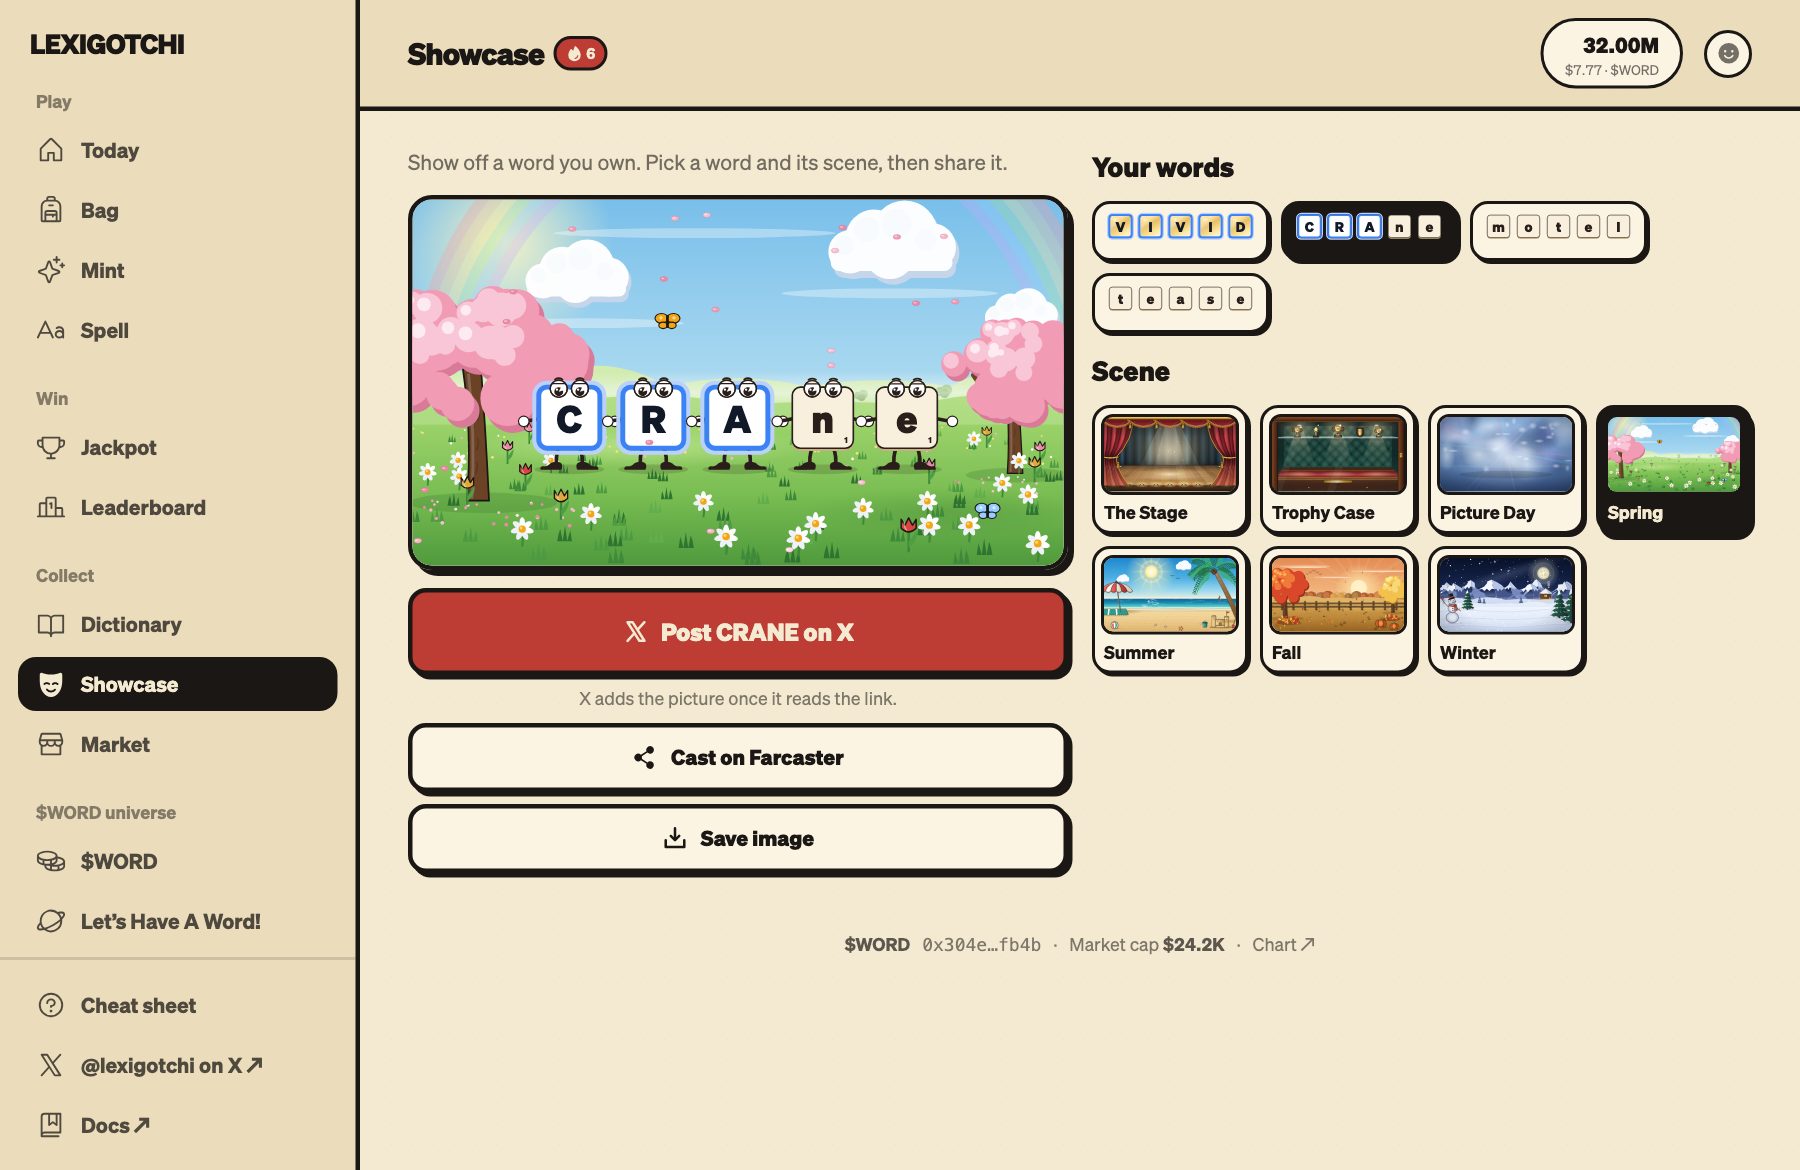 LEXIGOTCHI
Play
Today
Bag
Mint
Aa Spell
Win
Jackpot
1 Leaderboard
Collect
Dictionary
Showcase
Market
$WORD universe
$WORD
Let's Have A Word!
? Cheat sheet
@lexigotchi on X ↗
Docs ↗
Showcase 6
32.00M
$7.77 · $WORD
Show off a word you own. Pick a word and its scene, then share it.
C R A n 1 e 1
Post CRANE on X
X adds the picture once it reads the link.
Cast on Farcaster
Save image
Your words
V I V I D
C R A n e
m o t e l
t e a s e
Scene
The Stage
Trophy Case
Picture Day
Spring
Summer
Fall
Winter
$WORD 0x304e…fb4b · Market cap $24.2K · Chart ↗